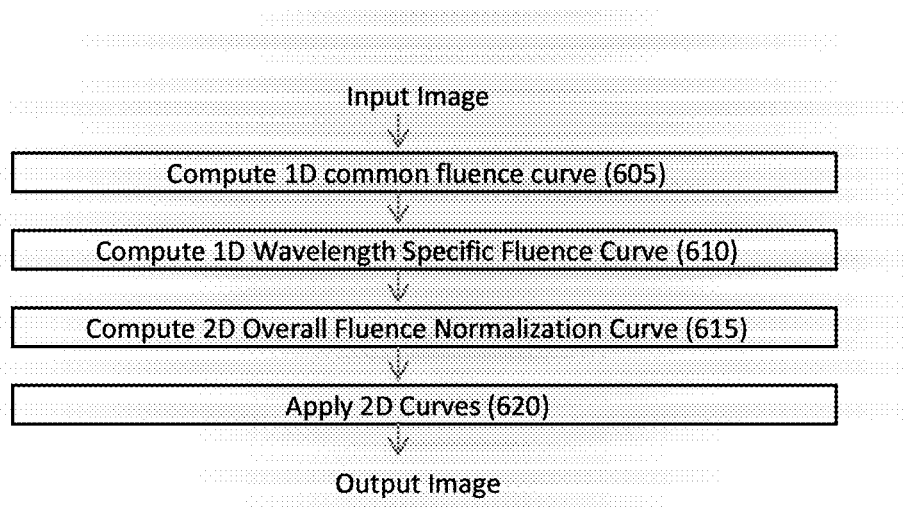 Input Image
Compute 1D common fluence curve (605)
Compute 1D Wavelength Specific Fluence Curve (610)
Compute 2D Overall Fluence Normalization Curve (615)
Apply 2D Curves (620)
Output Image